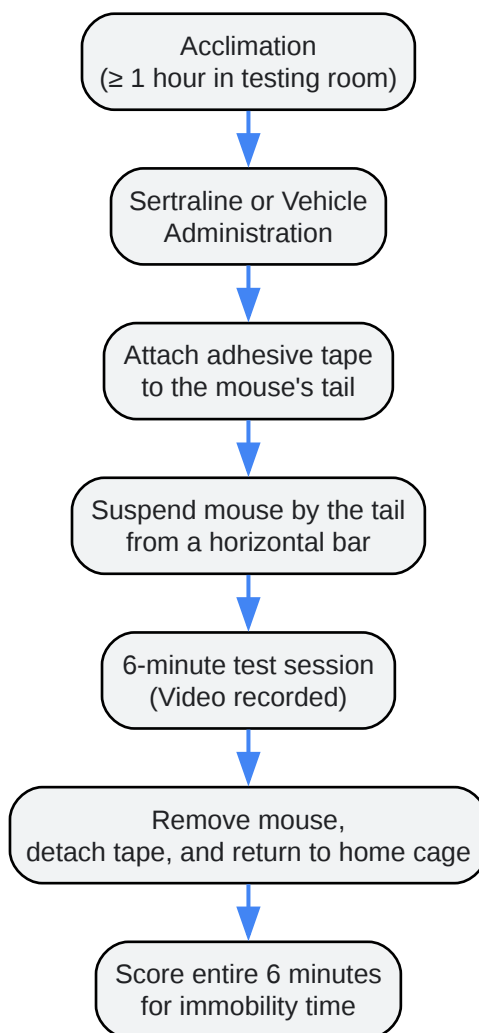 Acclimation
(≥ 1 hour in testing room)
Sertraline or Vehicle
Administration
Attach adhesive tape
to the mouse's tail
Suspend mouse by the tail
from a horizontal bar
6-minute test session
(Video recorded)
Remove mouse,
detach tape, and return to home cage
Score entire 6 minutes
for immobility time